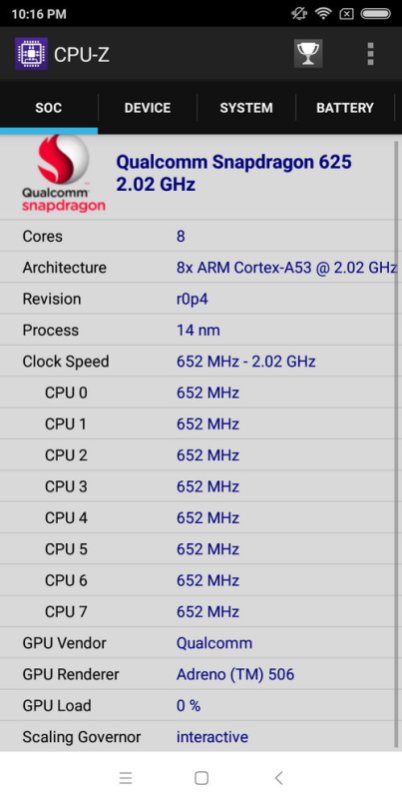 10:16 PM
CPU-Z
SOC DEVICE SYSTEM BATTERY
Qualcomm snapdragon
Qualcomm Snapdragon 625
2.02 GHz
Cores 8
Architecture 8x ARM Cortex-A53 @ 2.02 GHz
Revision r0p4
Process 14 nm
Clock Speed 652 MHz - 2.02 GHz
CPU 0 652 MHz
CPU 1 652 MHz
CPU 2 652 MHz
CPU 3 652 MHz
CPU 4 652 MHz
CPU 5 652 MHz
CPU 6 652 MHz
CPU 7 652 MHz
GPU Vendor Qualcomm
GPU Renderer Adreno (TM) 506
GPU Load 0 %
Scaling Governor interactive